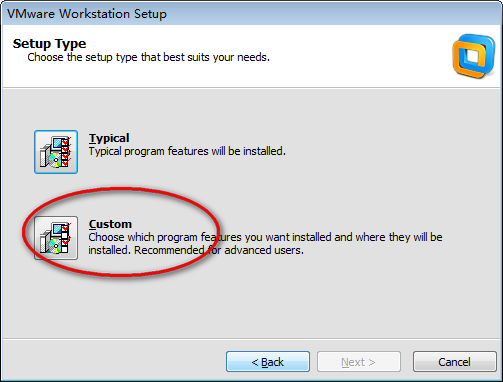 VMware Workstation Setup
Setup Type
Choose the setup type that best suits your needs.
Typical
Typical program features will be installed.
Custom
Choose which program features you want installed and where they will be
installed. Recommended for advanced users.
< Back
Next >
Cancel